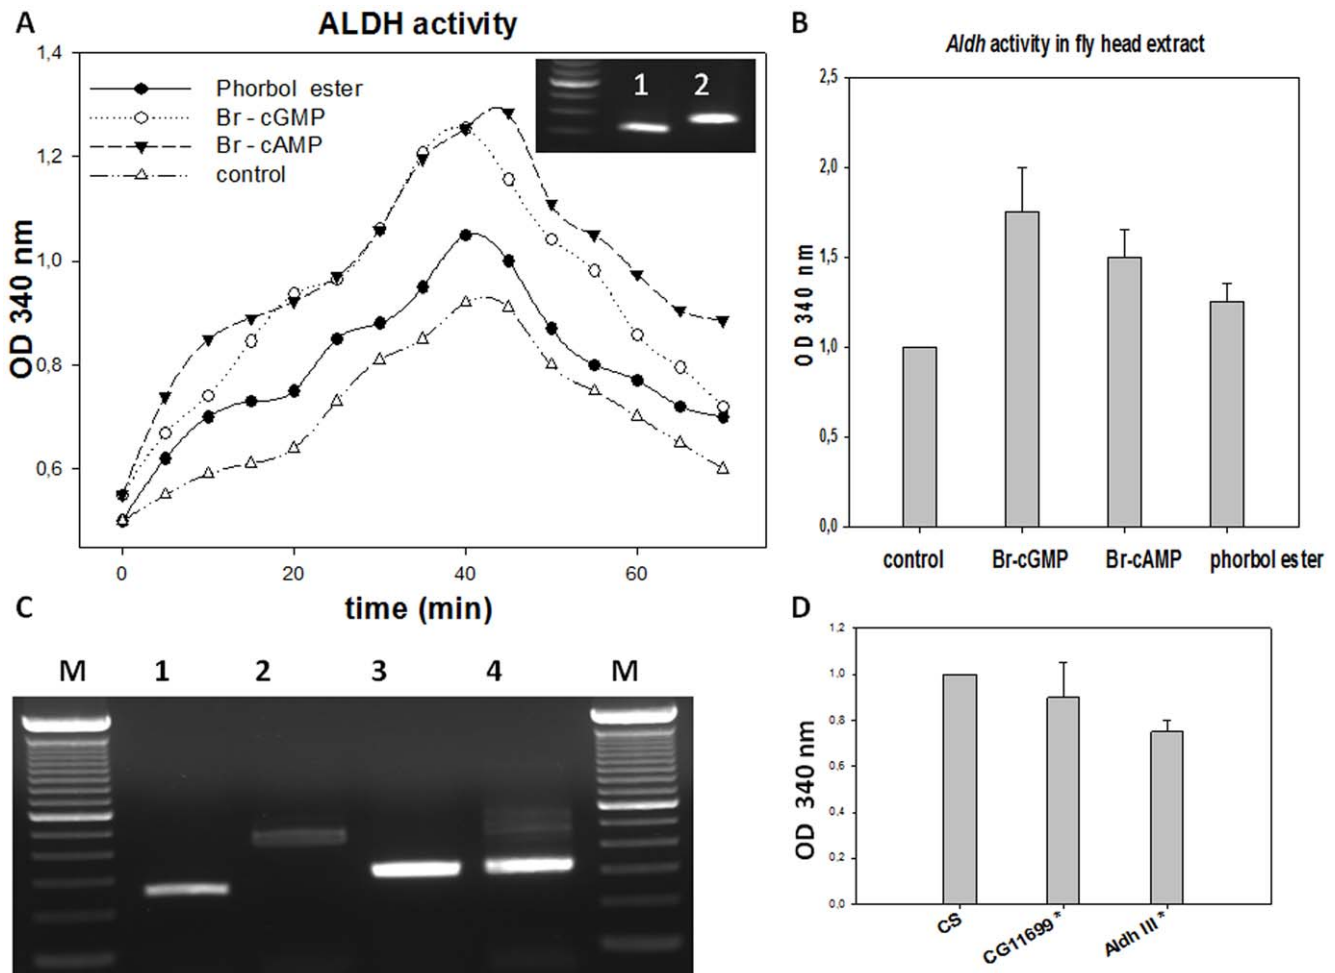 A
ALDH activity
1,4
1,2
1,0
0,8
0,6
OD 340 nm
Phorbol ester
Br - cGMP
Br - cAMP
control
1 2
0 20 40 60
time (min)
B
Aldh activity in fly head extract
2,5
2,0
1,5
1,0
0,5
0,0
OD 340 nm
control Br-cGMP Br-cAMP phorbol ester
C
M 1 2 3 4 M
D
1,2
1,0
0,8
0,6
0,4
0,2
0,0
OD 340 nm
CS CG11699 * Aldh III *